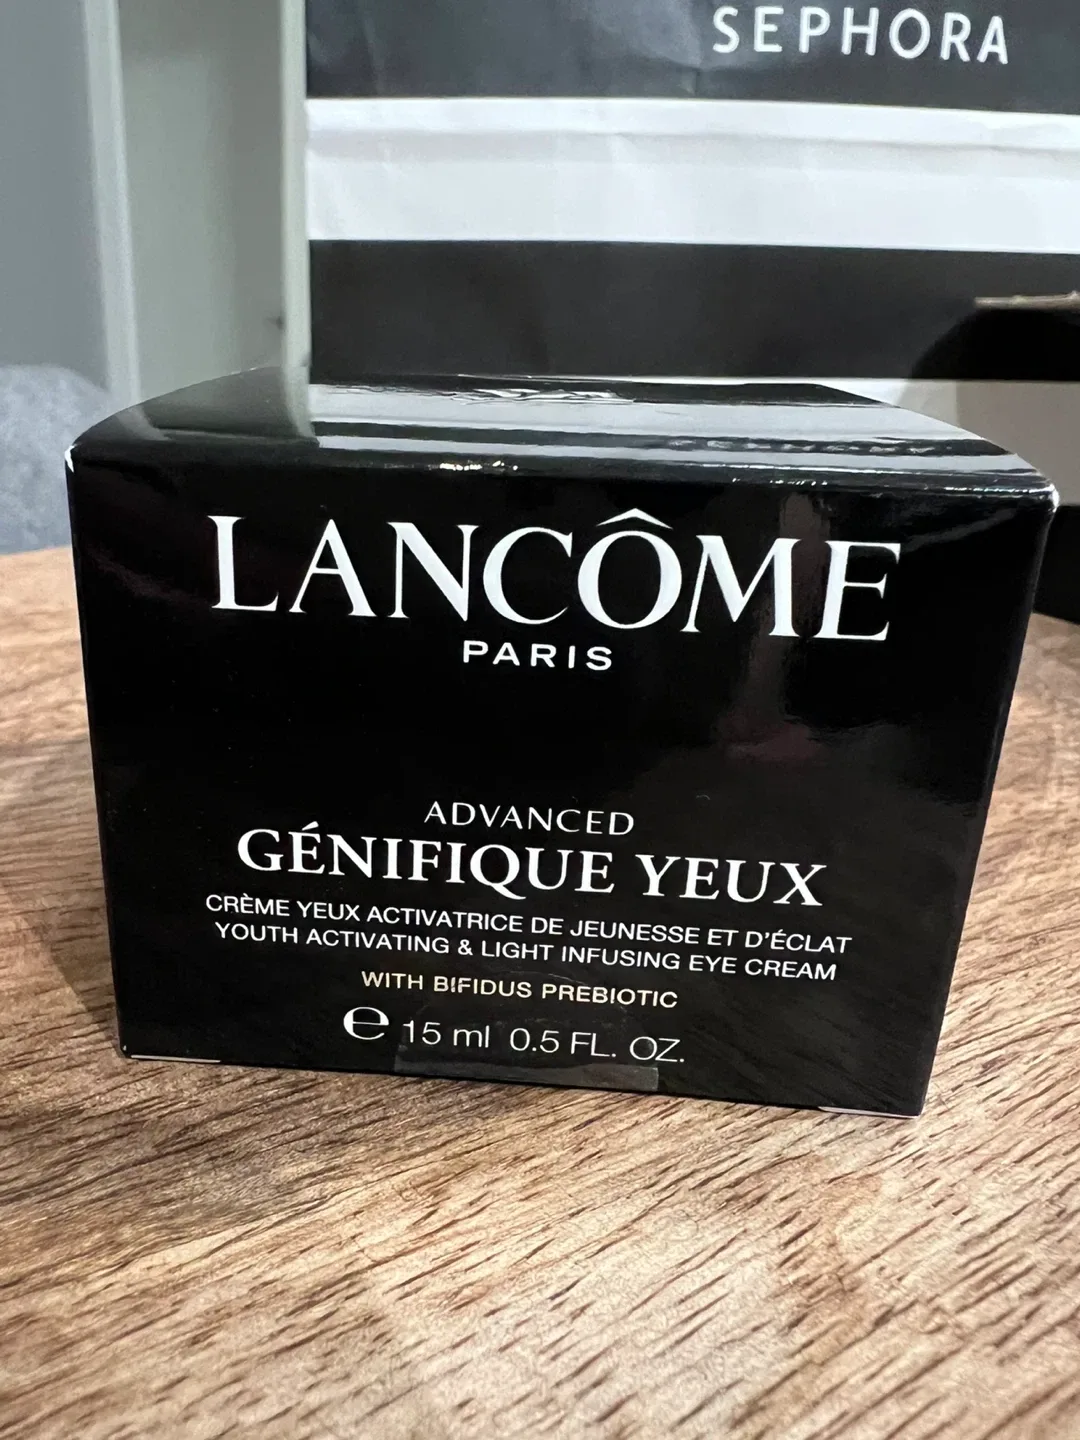 SEPHORA
LANCÔME
PARIS
ADVANCED
GÉNIFIQUE YEUX
CRÈME YEUX ACTIVATRICE DE JEUNESSE ET D'ÉCLAT
YOUTH ACTIVATING & LIGHT INFUSING EYE CREAM
WITH BIFIDUS PREBIOTIC
℮ 15 ml 0.5 FL. OZ.